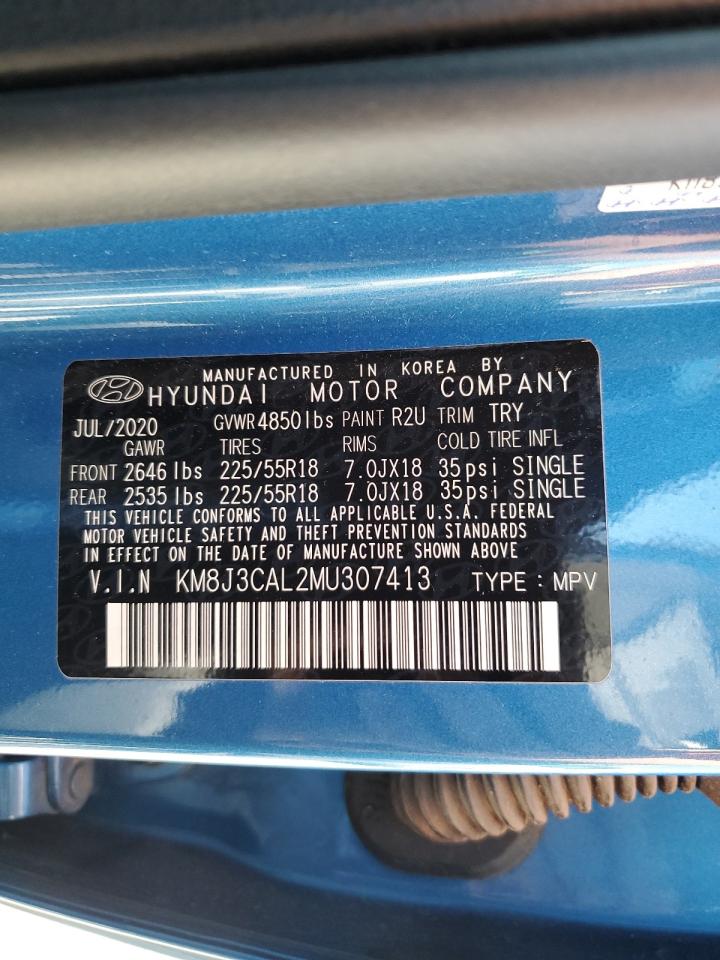 MANUFACTURED IN KOREA BY
HYUNDAI MOTOR COMPANY
JUL/2020 GVWR 4850lbs PAINT R2U TRIM TRY
GAWR TIRES RIMS COLD TIRE INFL
FRONT 2646 lbs 225/55R18 7.0JX18 35psi SINGLE
REAR 2535 lbs 225/55R18 7.0JX18 35psi SINGLE
THIS VEHICLE CONFORMS TO ALL APPLICABLE U.S.A. FEDERAL
MOTOR VEHICLE SAFETY AND THEFT PREVENTION STANDARDS
IN EFFECT ON THE DATE OF MANUFACTURE SHOWN ABOVE
V.I.N KM8J3CAL2MU307413 TYPE : MPV